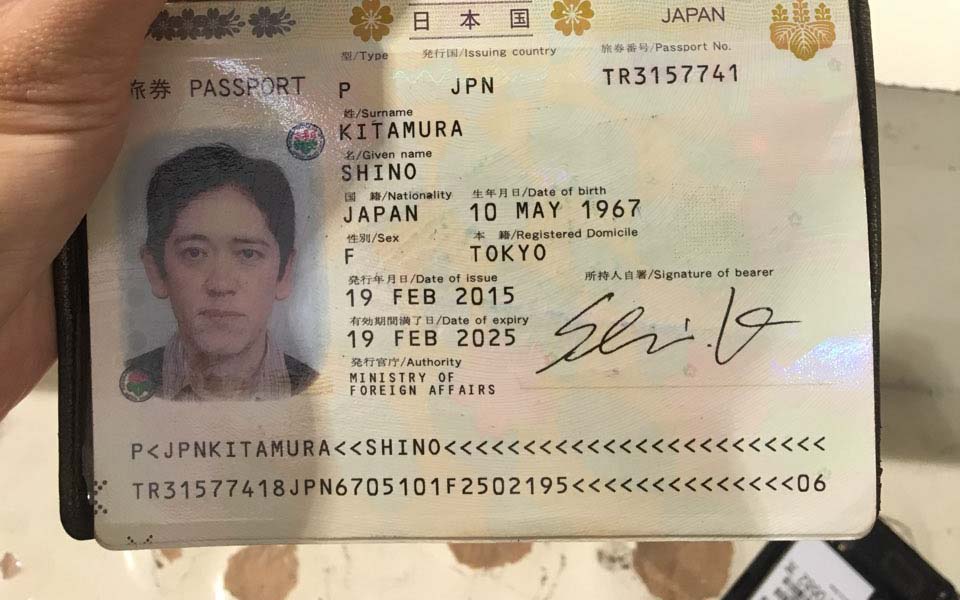 日本国 JAPAN
型/Type 発行国/Issuing country 旅券番号/Passport No.
旅券 PASSPORT P JPN TR3157741
姓/Surname
KITAMURA
名/Given name
SHINO
国 籍/Nationality 生年月日/Date of birth
JAPAN 10 MAY 1967
性別/Sex 本 籍/Registered Domicile
F TOKYO
発行年月日/Date of issue 所持人自署/Signature of bearer
19 FEB 2015
有効期間満了日/Date of expiry
19 FEB 2025
発行官庁/Authority
MINISTRY OF
FOREIGN AFFAIRS
P<JPNKITAMURA<<SHINO<<<<<<<<<<<<<<<<<<<<<<<<
TR31577418JPN6705101F2502195<<<<<<<<<<<<<<06